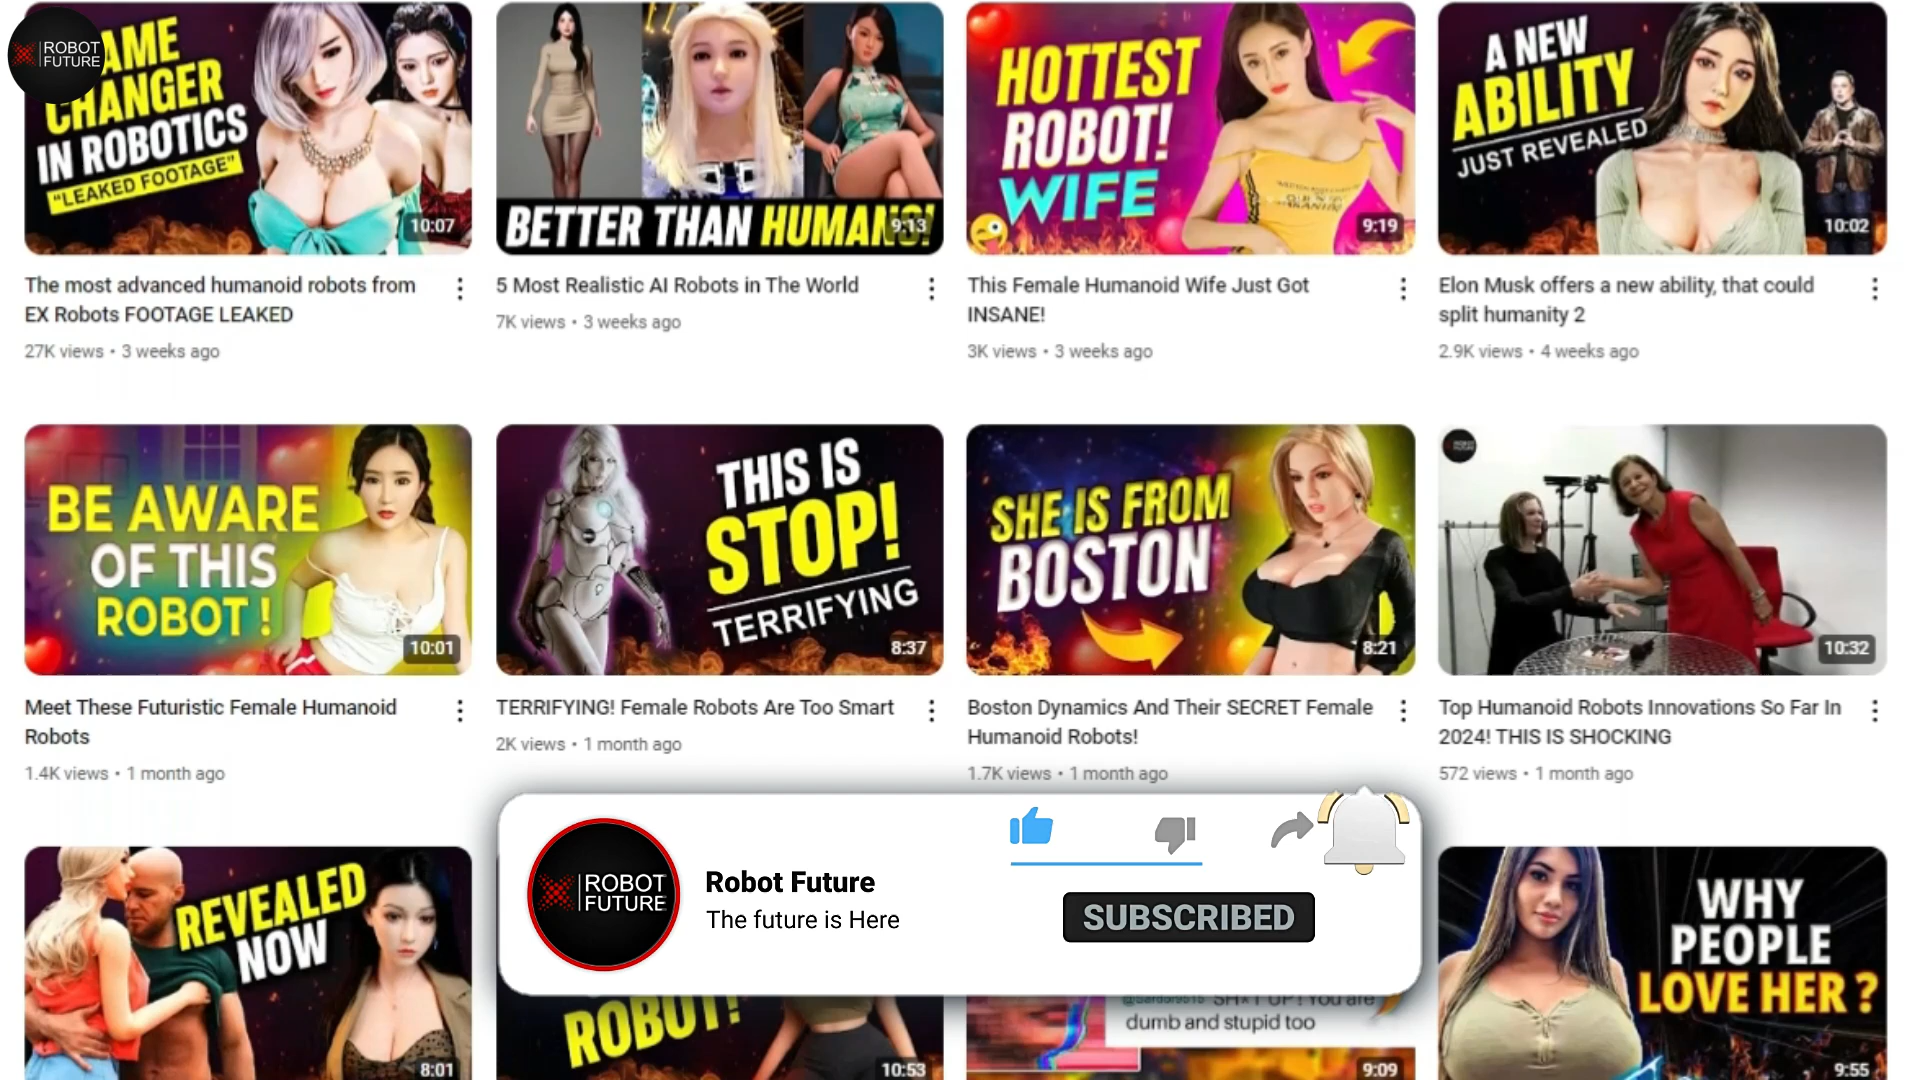 ROBOT
FUTURE
AME
CHANGER
IN ROBOTICS
"LEAKED FOOTAGE"
10:07
BETTER THAN HUMANS!
9:13
HOTTEST
ROBOT!
WIFE
9:19
A NEW
ABILITY
JUST REVEALED
10:02
The most advanced humanoid robots from
EX Robots FOOTAGE LEAKED
27K views • 3 weeks ago
5 Most Realistic AI Robots in The World
7K views • 3 weeks ago
This Female Humanoid Wife Just Got
INSANE!
3K views • 3 weeks ago
Elon Musk offers a new ability, that could
split humanity 2
2.9K views • 4 weeks ago
BE AWARE
OF THIS
ROBOT !
10:01
THIS IS
STOP!
TERRIFYING
8:37
SHE IS FROM
BOSTON
8:21
10:32
Meet These Futuristic Female Humanoid
Robots
1.4K views • 1 month ago
TERRIFYING! Female Robots Are Too Smart
2K views • 1 month ago
Boston Dynamics And Their SECRET Female
Humanoid Robots!
1.7K views • 1 month ago
Top Humanoid Robots Innovations So Far In
2024! THIS IS SHOCKING
572 views • 1 month ago
REVEALED
NOW
8:01
ROBOT
FUTURE
Robot Future
The future is Here
SUBSCRIBED
ROBOT!
10:53
SH*T UP! You are
dumb and stupid too
9:09
WHY
PEOPLE
LOVE HER ?
9:55